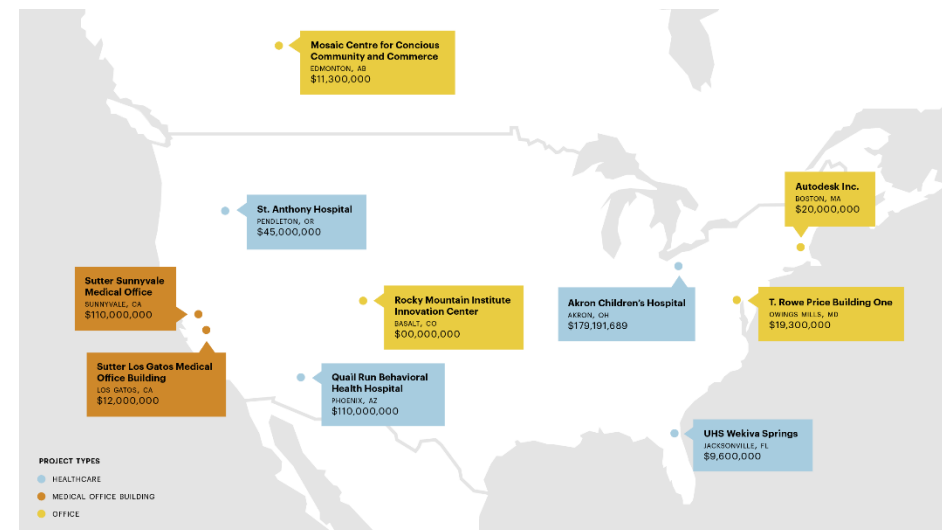 Mosaic Centre for Concious
Community and Commerce
EDMONTON, AB
$11,300,000
Autodesk Inc.
BOSTON, MA
$20,000,000
St. Anthony Hospital
PENDLETON, OR
$45,000,000
Sutter Sunnyvale
Medical Office
SUNNYVALE, CA
$110,000,000
Rocky Mountain Institute
Innovation Center
BASALT, CO
$00,000,000
Akron Children's Hospital
AKRON, OH
$179,191,689
T. Rowe Price Building One
OWINGS MILLS, MD
$19,300,000
Sutter Los Gatos Medical
Office Building
LOS GATOS, CA
$12,000,000
Quail Run Behavioral
Health Hospital
PHOENIX, AZ
$110,000,000
UHS Wekiva Springs
JACKSONVILLE, FL
$9,600,000
PROJECT TYPES
HEALTHCARE
MEDICAL OFFICE BUILDING
OFFICE